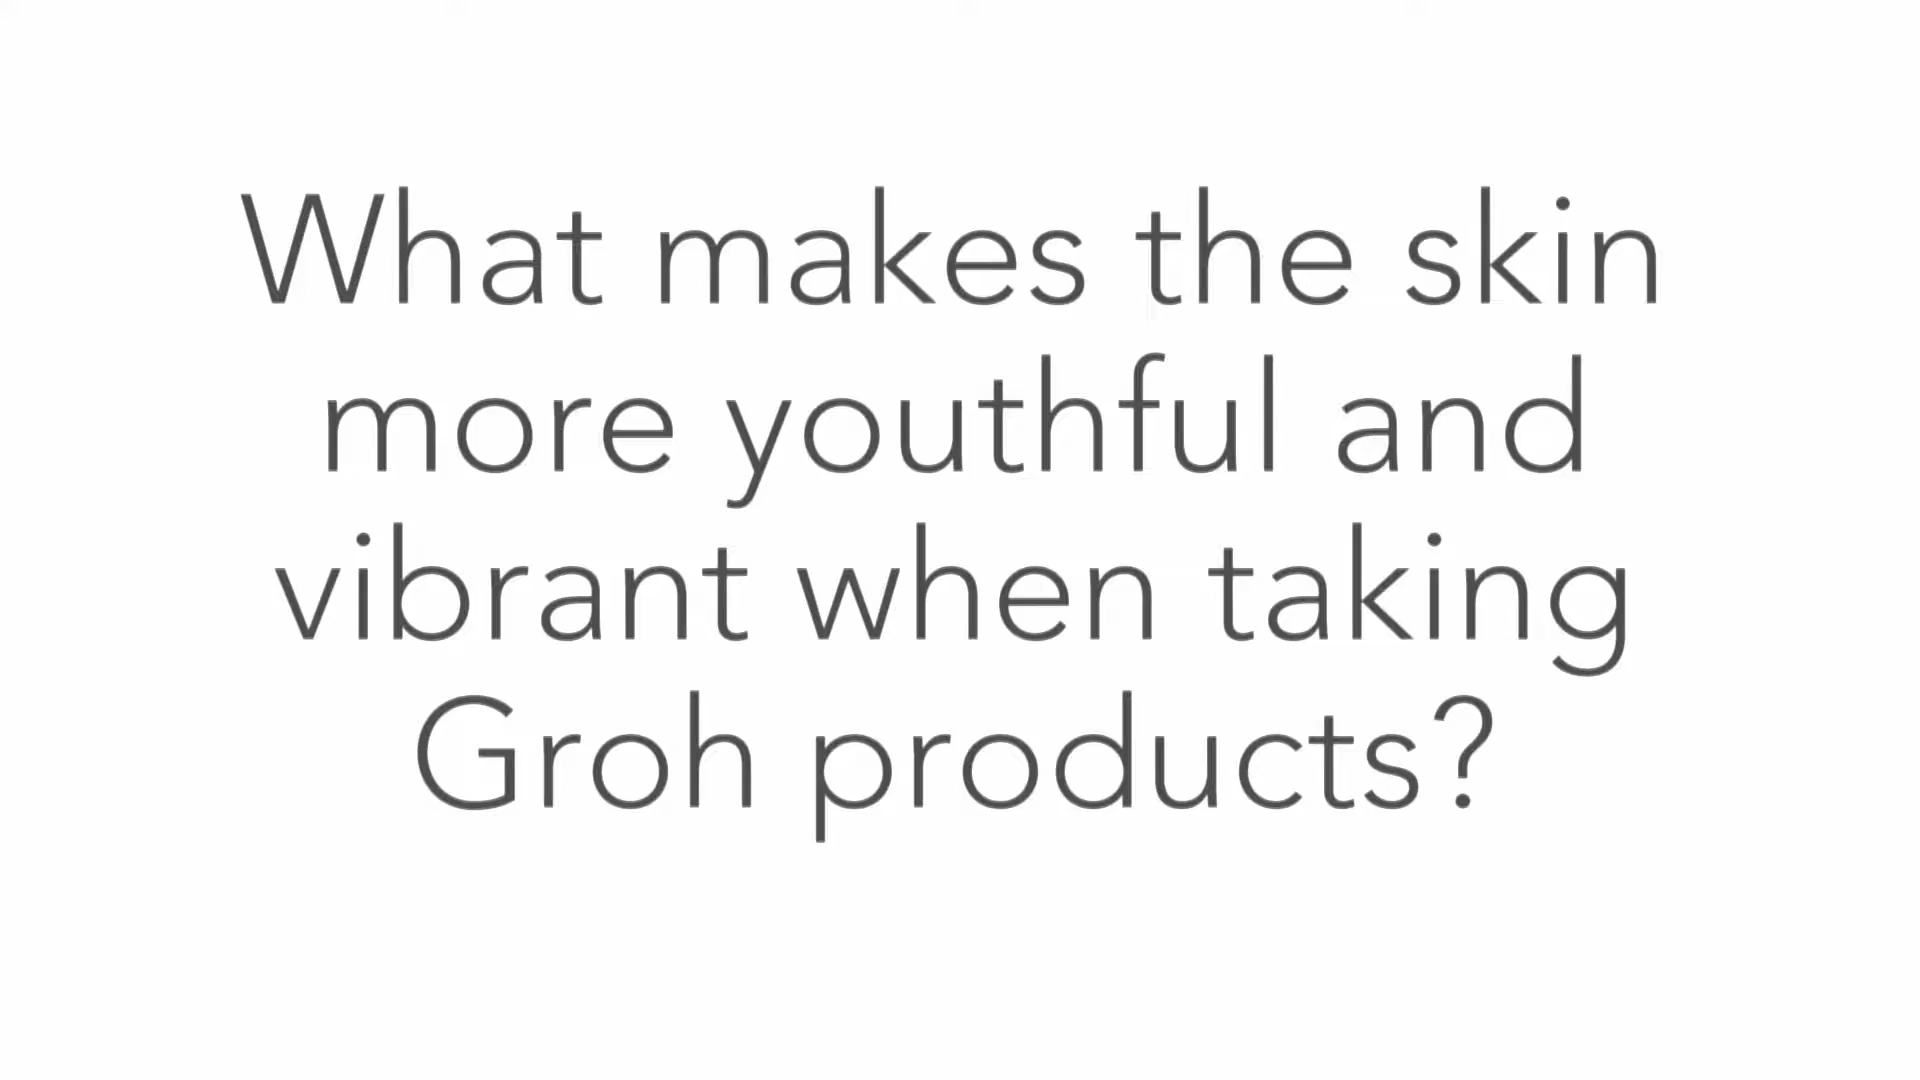 What makes the skin
more youthful and
vibrant when taking
Groh products?